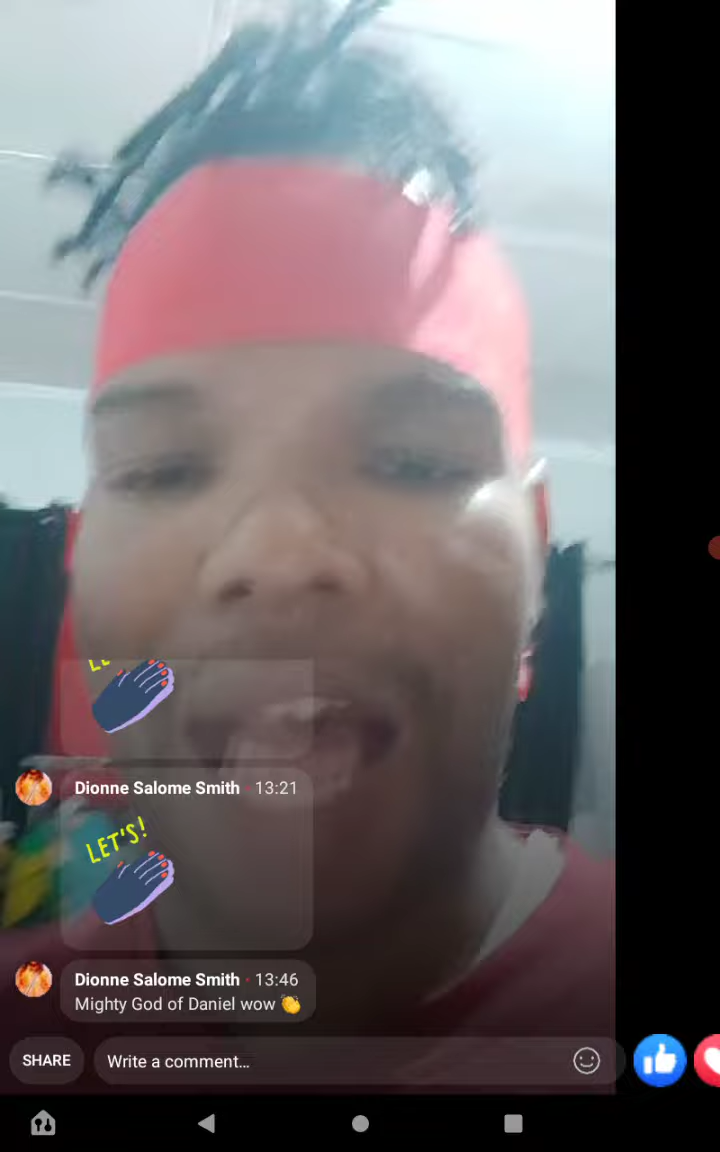 LE
Dionne Salome Smith · 13:21
LET'S!
Dionne Salome Smith · 13:46
Mighty God of Daniel wow 👏
SHARE
Write a comment...